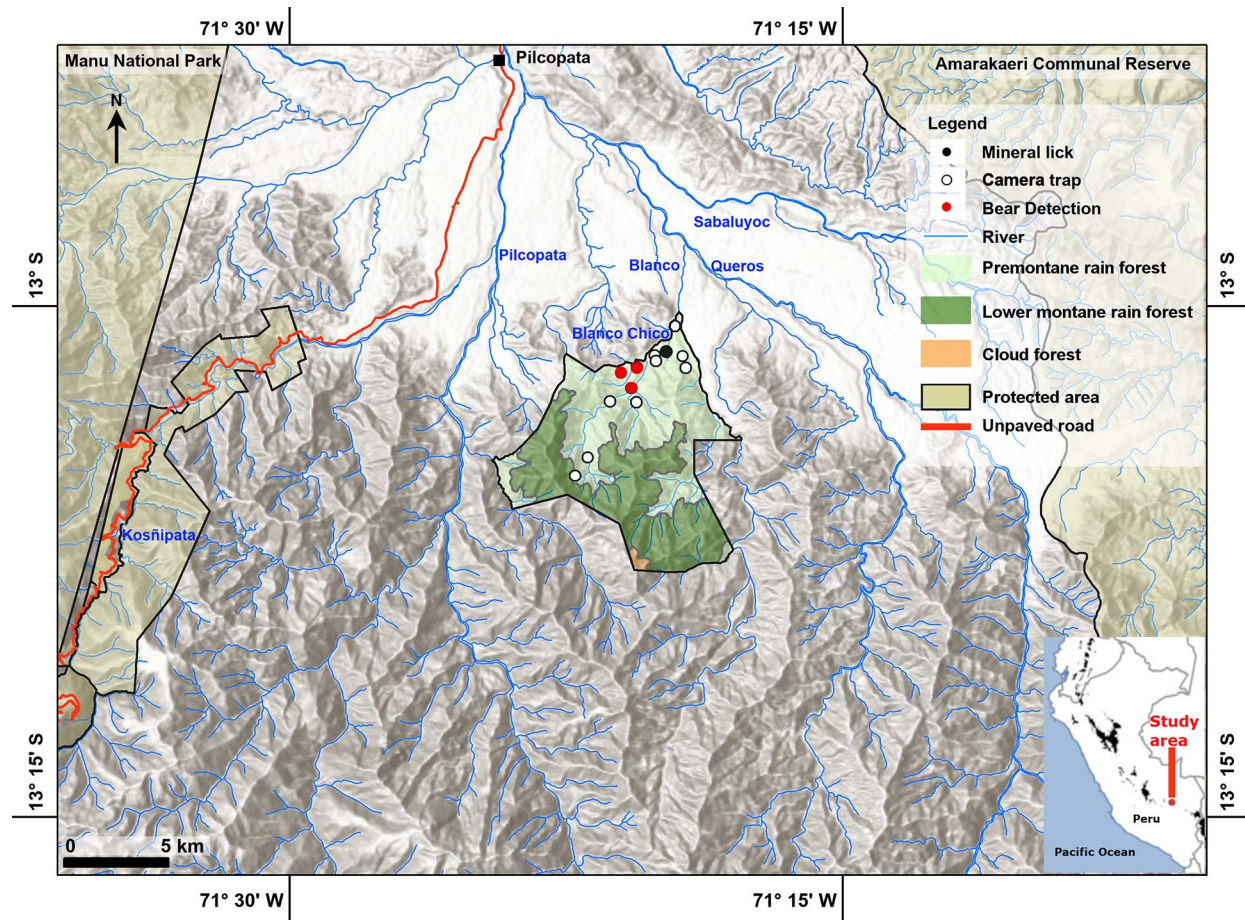 71° 30' W
71° 15' W
Manu National Park
Pilcopata
Amarakaeri Communal Reserve
N
Legend
Mineral lick
Camera trap
Bear Detection
River
Premontane rain forest
Lower montane rain forest
Cloud forest
Protected area
Unpaved road
Sabaluyoc
Pilcopata
Blanco
Queros
13° S
13° S
Blanco Chico
Kosñipata
Study
area
Peru
Pacific Ocean
13° 15' S
13° 15' S
0
5 km
71° 30' W
71° 15' W